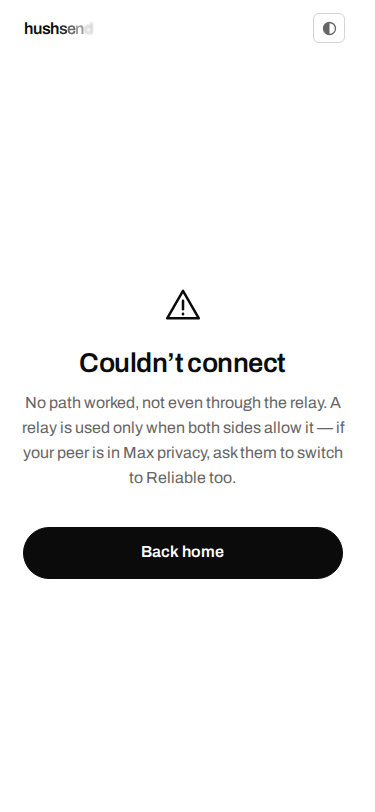 hushsend
Couldn’t connect
No path worked, not even through the relay. A
relay is used only when both sides allow it — if
your peer is in Max privacy, ask them to switch
to Reliable too.
Back home